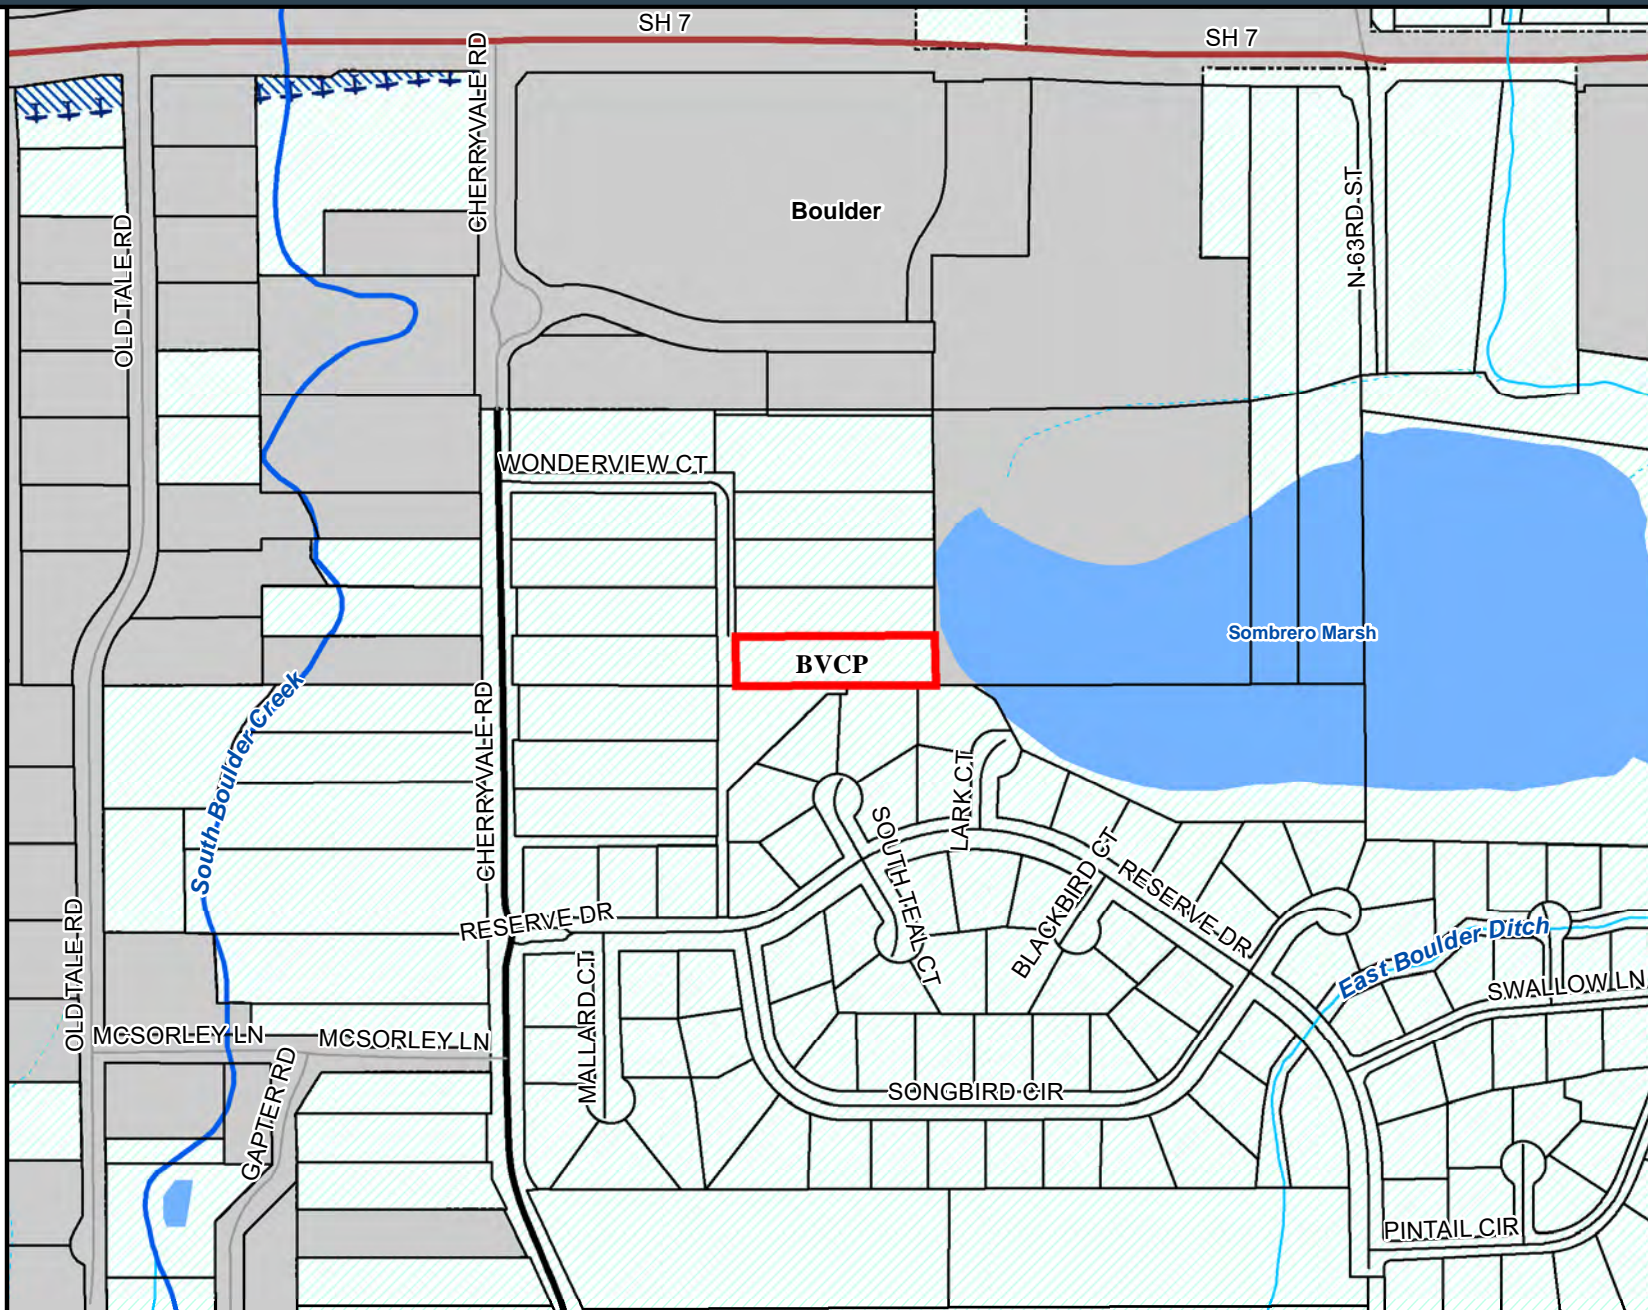 SH 7
SH 7
CHERRYVALE RD
Boulder
N 63RD ST
OLD TALE RD
WONDERVIEW CT
Sombrero Marsh
BVCP
South Boulder Creek
CHERRYVALE RD
LARK CT
SOUTH TEAL CT
BLACKBIRD CT
RESERVE DR
RESERVE DR
OLD TALE RD
East Boulder Ditch
SWALLOW LN
MALLARD CT
MCSORLEY LN
MCSORLEY LN
GAPTER RD
SONGBIRD CIR
PINTAIL CIR